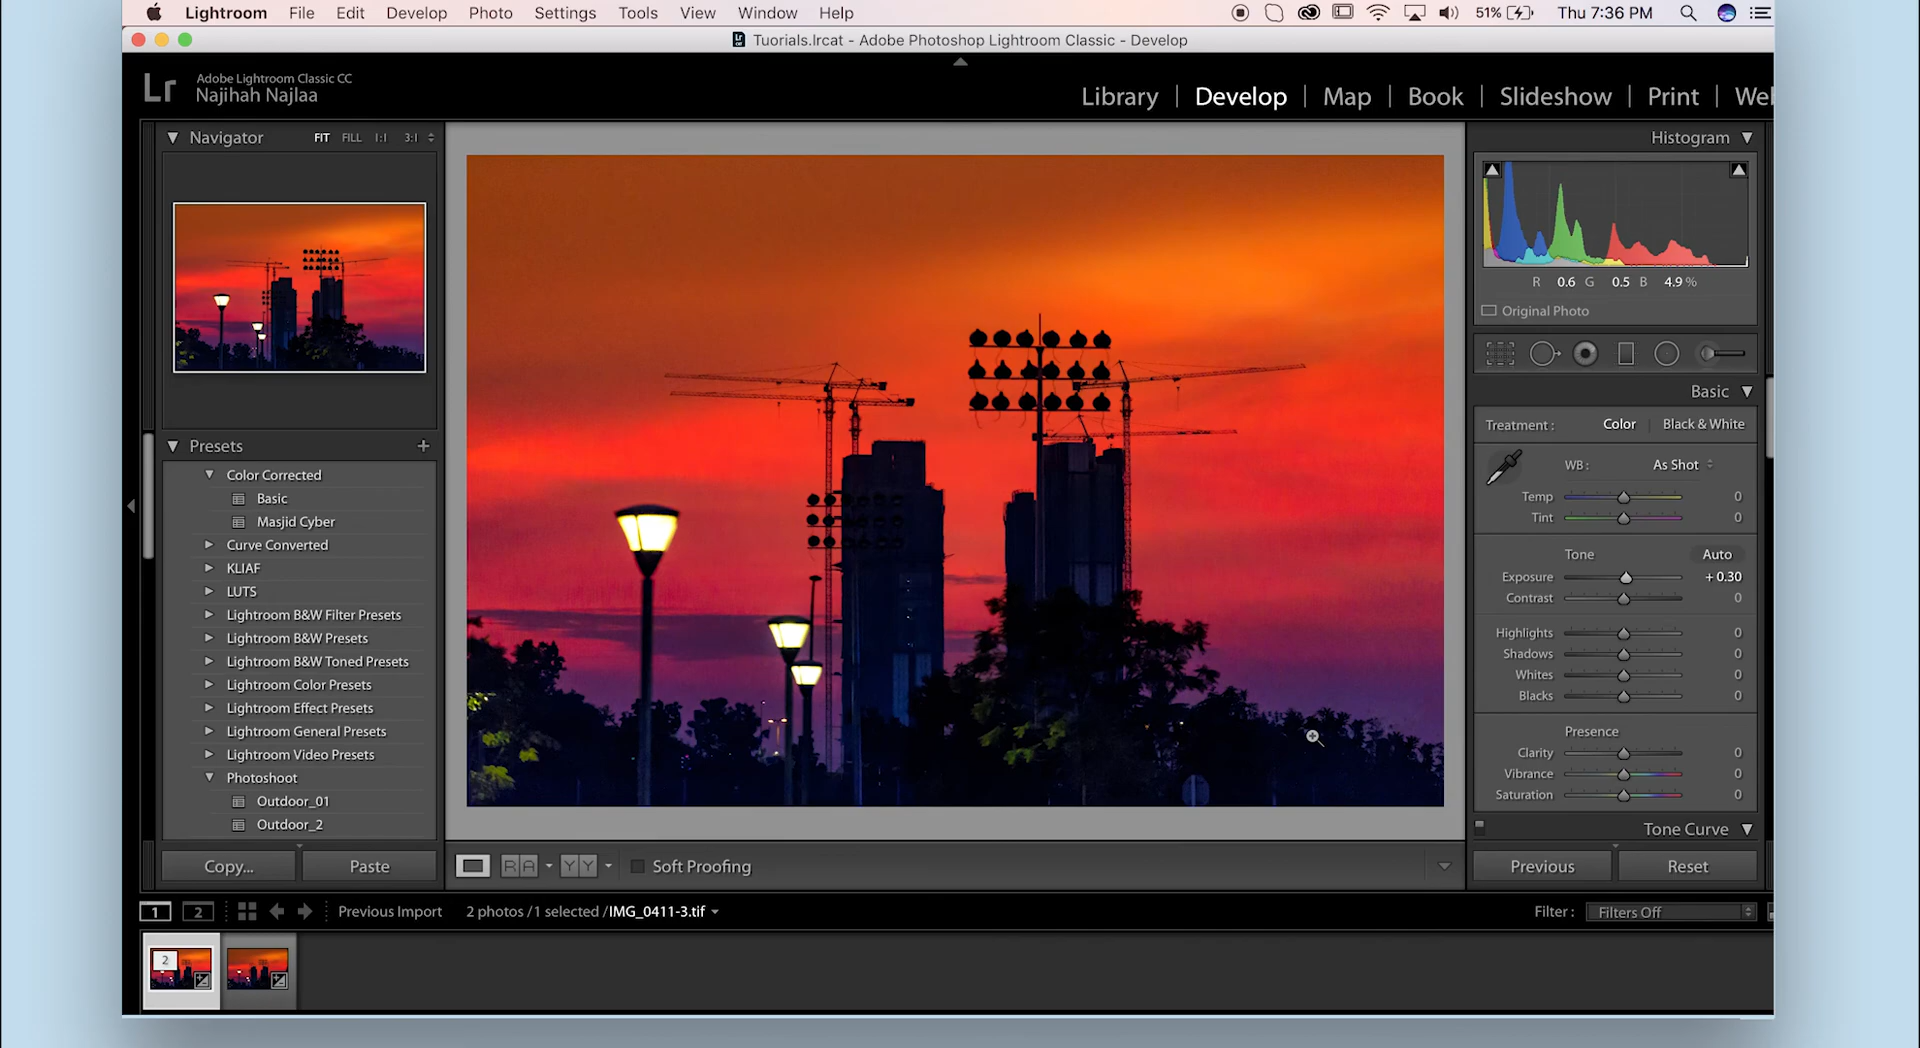 Lightroom File Edit Develop Photo Settings Tools View Window Help 51% Thu 7:36 PM
Tuorials.lrcat - Adobe Photoshop Lightroom Classic - Develop
Lr Adobe Lightroom Classic CC
Najihah Najlaa
Library | Develop | Map | Book | Slideshow | Print | Web
Navigator FIT FILL 1:1 3:1
Histogram
R 0.6 G 0.5 B 4.9 %
Original Photo
Basic
Treatment : Color Black & White
WB : As Shot
Temp 0
Tint 0
Tone Auto
Exposure + 0.30
Contrast 0
Highlights 0
Shadows 0
Whites 0
Blacks 0
Presence
Clarity 0
Vibrance 0
Saturation 0
Tone Curve
Previous Reset
Presets +
Color Corrected
Basic
Masjid Cyber
Curve Converted
KLIAF
LUTS
Lightroom B&W Filter Presets
Lightroom B&W Presets
Lightroom B&W Toned Presets
Lightroom Color Presets
Lightroom Effect Presets
Lightroom General Presets
Lightroom Video Presets
Photoshoot
Outdoor_01
Outdoor_2
Copy... Paste
R A Y Y Soft Proofing
1 2 Previous Import 2 photos / 1 selected / IMG_0411-3.tif Filter : Filters Off
2